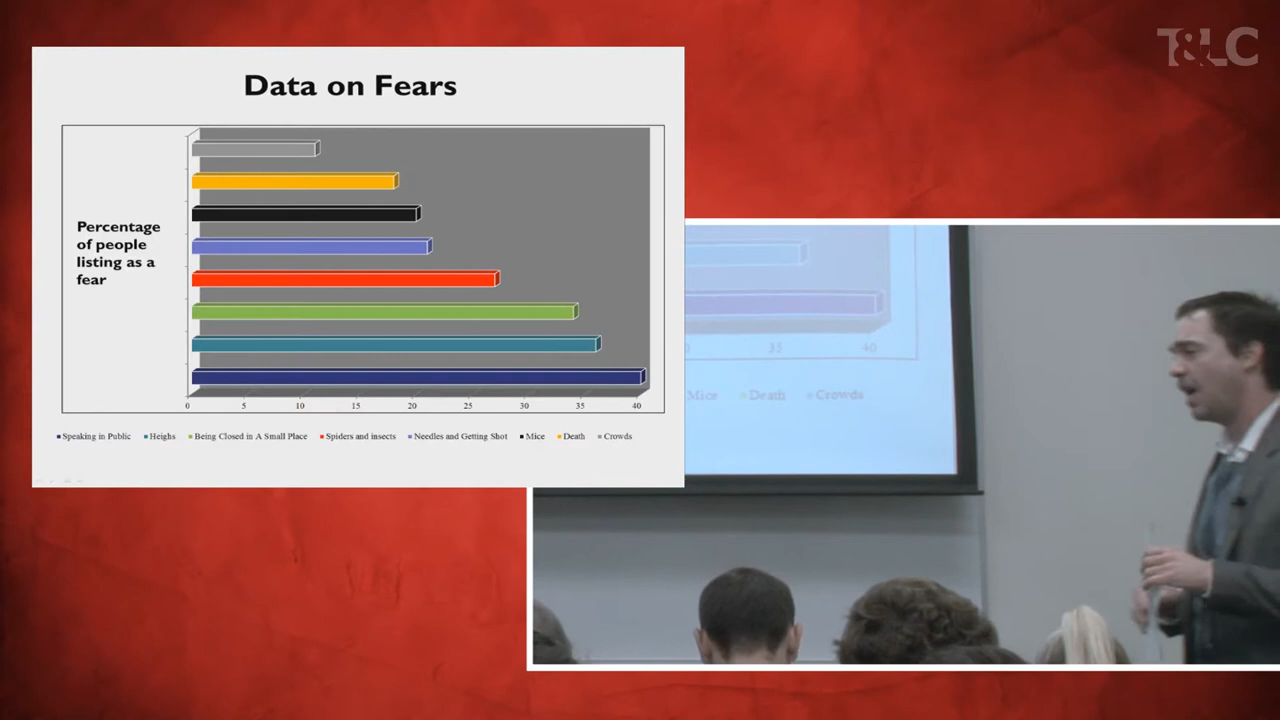 T&LC
Data on Fears
Percentage
of people
listing as a
fear
0 5 10 15 20 25 30 35 40
Speaking in Public Heighs Being Closed in A Small Place Spiders and insects Needles and Getting Shot Mice Death Crowds
35 40
Mice Death Crowds